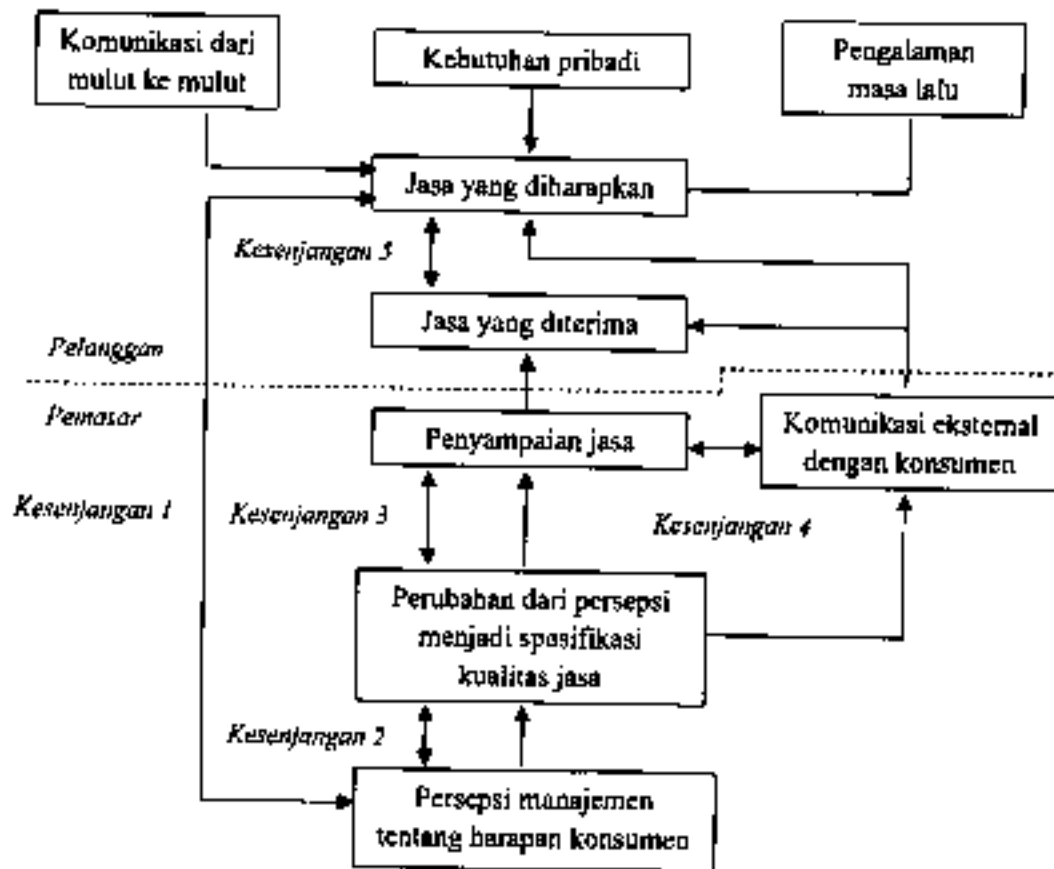 Komunikasi dari
mulut ke mulut
Kebutuhan pribadi
Pengalaman
masa lalu
Jasa yang diharapkan
Kesenjangan 5
Jasa yang diterima
Pelanggan
Pemasar
Penyampaian jasa
Komunikasi eksternal
dengan konsumen
Kesenjangan 1
Kesenjangan 3
Kesenjangan 4
Perubahan dari persepsi
menjadi spesifikasi
kualitas jasa
Kesenjangan 2
Persepsi manajemen
tentang harapan konsumen